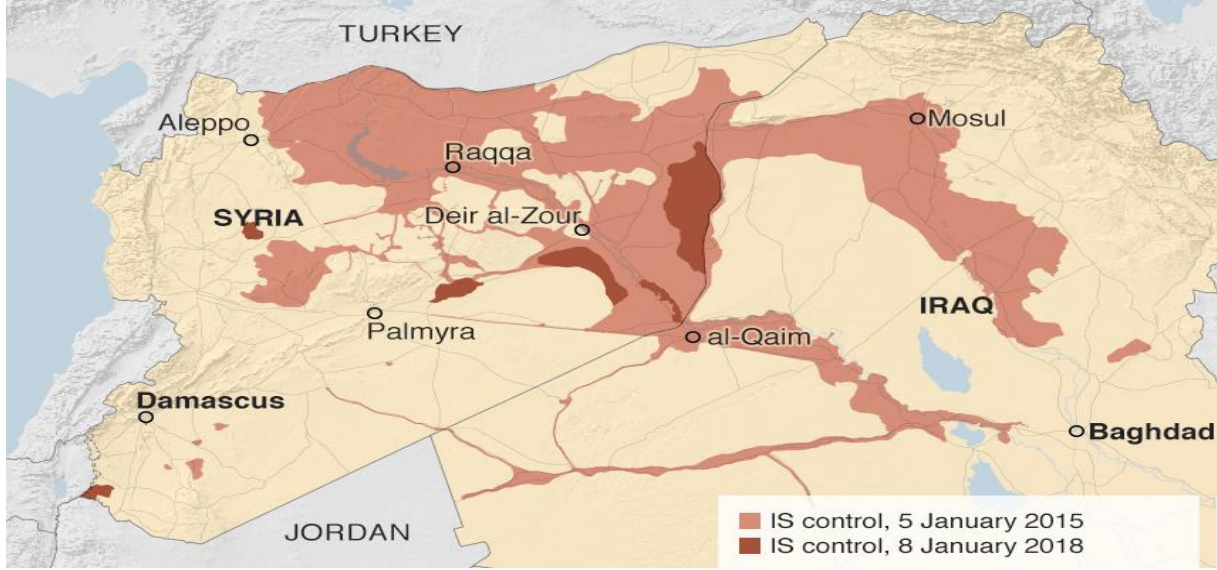 TURKEY
Aleppo
Mosul
Raqqa
SYRIA
Deir al-Zour
IRAQ
Palmyra
al-Qaim
Damascus
Baghdad
JORDAN
IS control, 5 January 2015
IS control, 8 January 2018